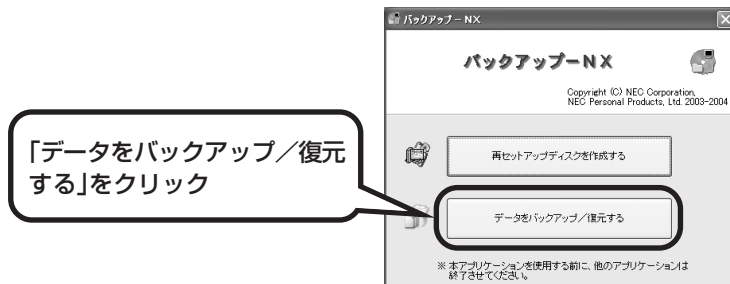 バックアップ－NX
バックアップ－NX
Copyright (C) NEC Corporation,
NEC Personal Products, Ltd. 2003-2004
「データをバックアップ／復元
する」をクリック
再セットアップディスクを作成する
データをバックアップ／復元する
※ 本アプリケーションを使用する前に、他のアプリケーションは
終了させてください。